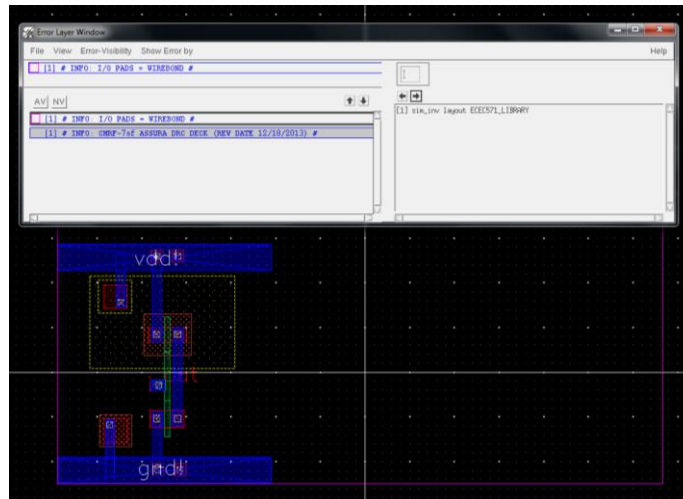 Error Layer Window
File View Error-Visibility Show Error by Help
[1] # INFO: I/O PADS = WIREBOND #
AV NV
[1] # INFO: I/O PADS = WIREBOND #
[1] # INFO: CMRF-7sf ASSURA DRC DECK (REV DATE 12/18/2013) #
[1] sim_inv layout ECEC571_LIBRARY
vdd!
gnd!